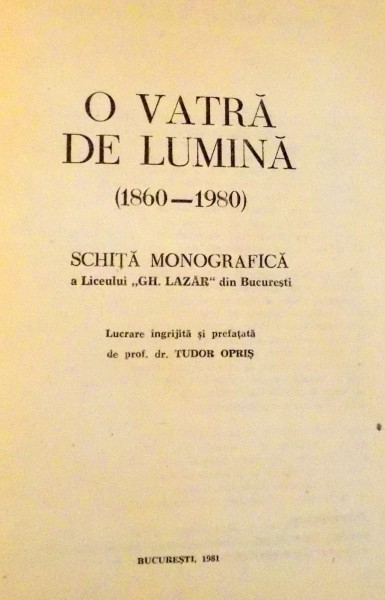 O VATRĂ
DE LUMINĂ
(1860—1980)
SCHIȚĂ MONOGRAFICĂ
a Liceului „GH. LAZĂR" din București
Lucrare îngrijită și prefațată
de prof. dr. TUDOR OPRIȘ
BUCUREȘTI, 1981